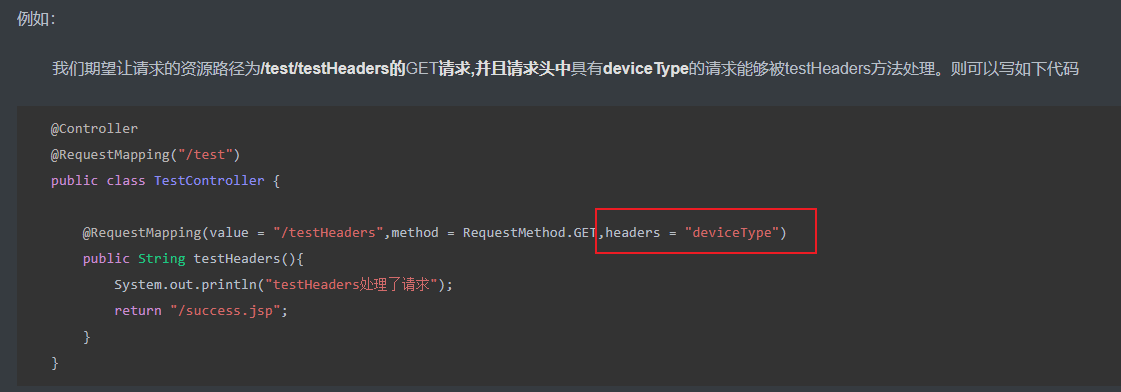 例如：
我们期望让请求的资源路径为/test/testHeaders的GET请求,并且请求头中具有deviceType的请求能够被testHeaders方法处理。则可以写如下代码
@Controller
@RequestMapping("/test")
public class TestController {
@RequestMapping(value = "/testHeaders",method = RequestMethod.GET,headers = "deviceType")
public String testHeaders(){
System.out.println("testHeaders处理了请求");
return "/success.jsp";
}
}